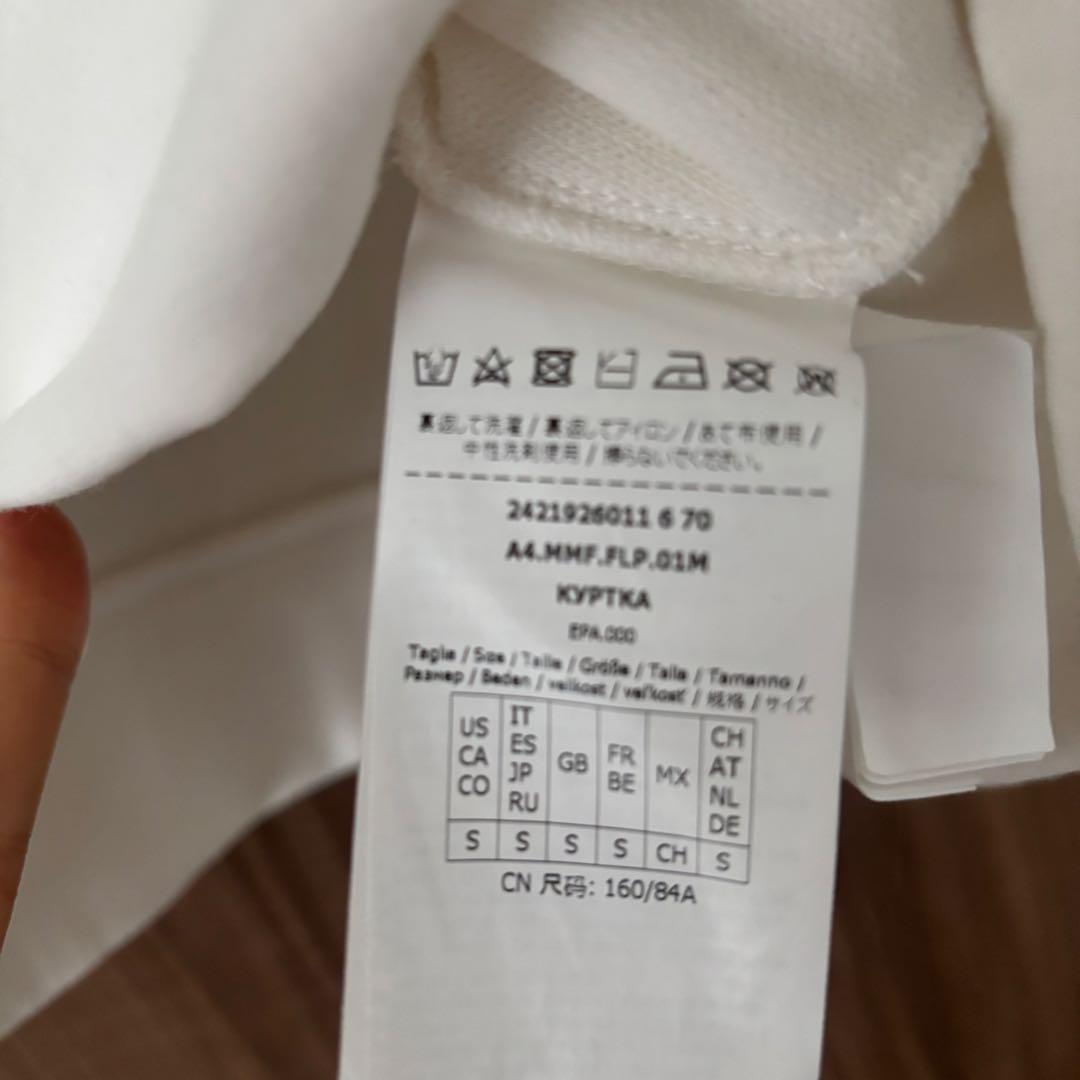 裏返して洗濯 / 裏返してアイロン / あて布使用 /
中性洗剤使用 / 擦らないでください。
2421926011 6 70
A4.MMF.FLP.01M
КУРТКА
EPA.000
Taglia / Size / Taille / Größe / Talla / Tamanho /
Размер / Beden / velikost / veľkosť / 规格 / サイズ
US CA CO IT ES JP RU GB FR BE MX CH AT NL DE
S S S S CH S
CN 尺码: 160/84A